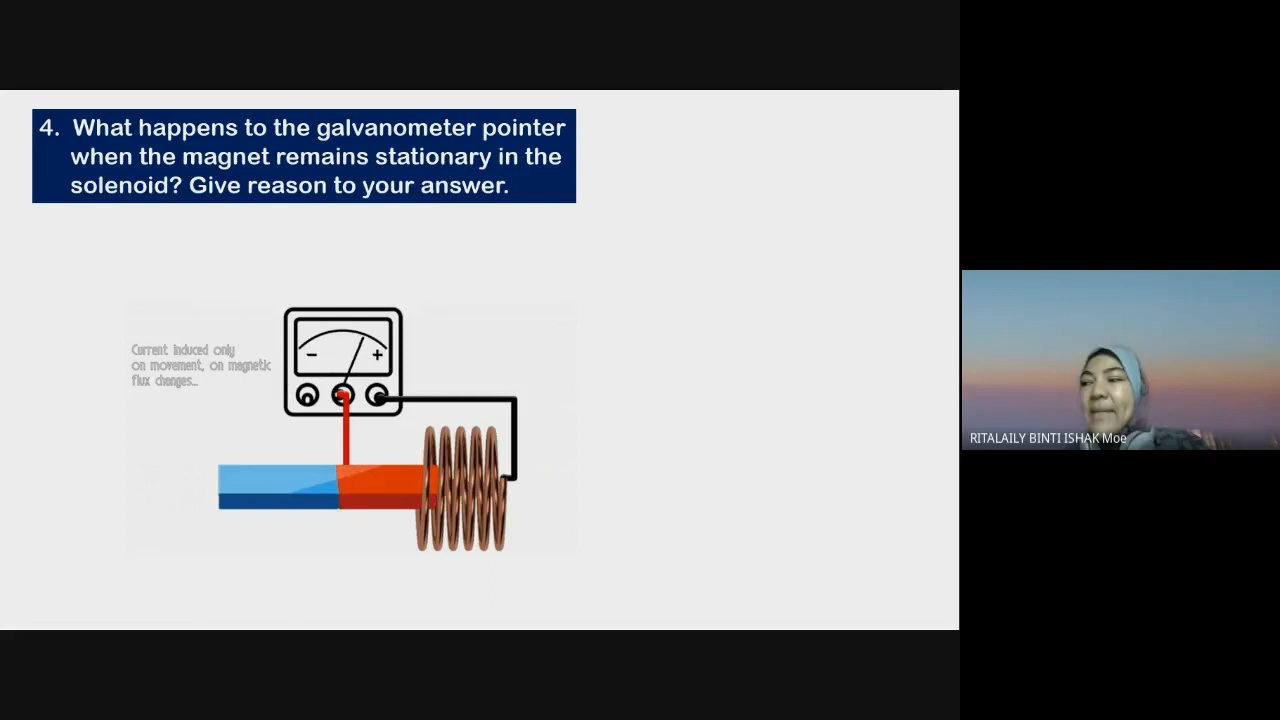 4. What happens to the galvanometer pointer
when the magnet remains stationary in the
solenoid? Give reason to your answer.
Current induced only
on movement, on magnetic
flux changes...
− +
RITALAILY BINTI ISHAK Moe